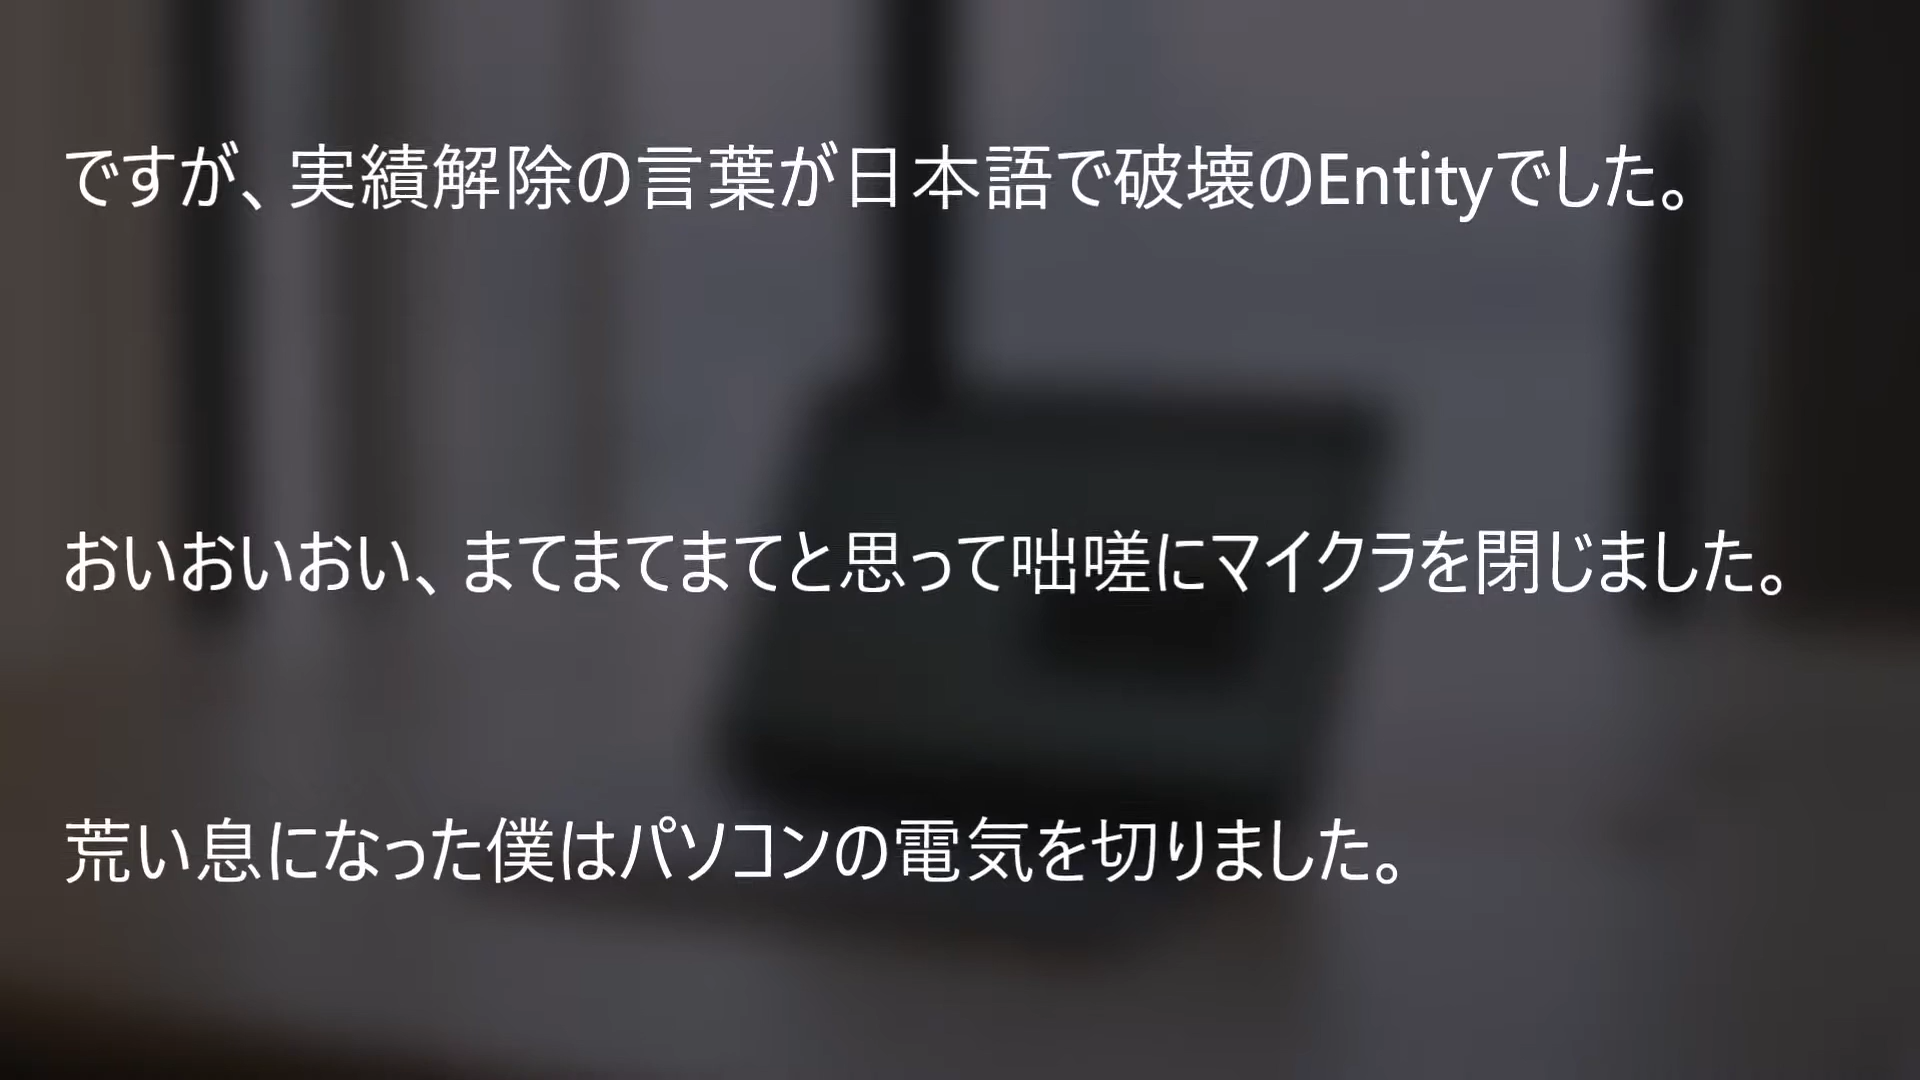 ですが、実績解除の言葉が日本語で破壊のEntityでした。
おいおいおい、まてまてまてと思って咄嗟にマイクラを閉じました。
荒い息になった僕はパソコンの電気を切りました。